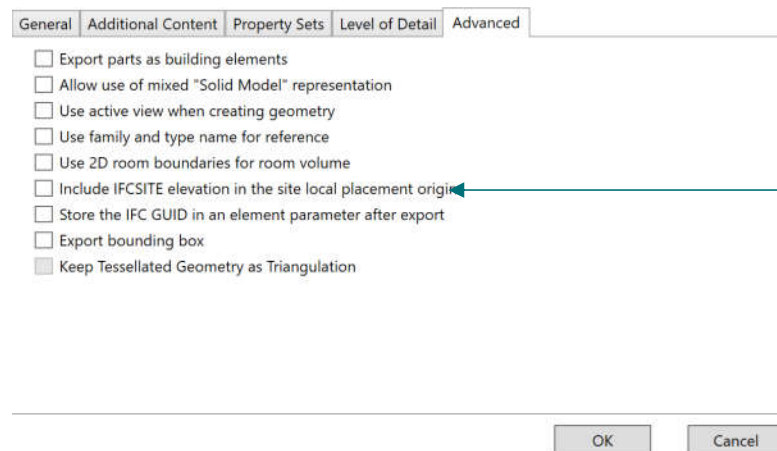 General Additional Content Property Sets Level of Detail Advanced
Export parts as building elements
Allow use of mixed "Solid Model" representation
Use active view when creating geometry
Use family and type name for reference
Use 2D room boundaries for room volume
Include IFCSITE elevation in the site local placement origin
Store the IFC GUID in an element parameter after export
Export bounding box
Keep Tessellated Geometry as Triangulation
OK Cancel